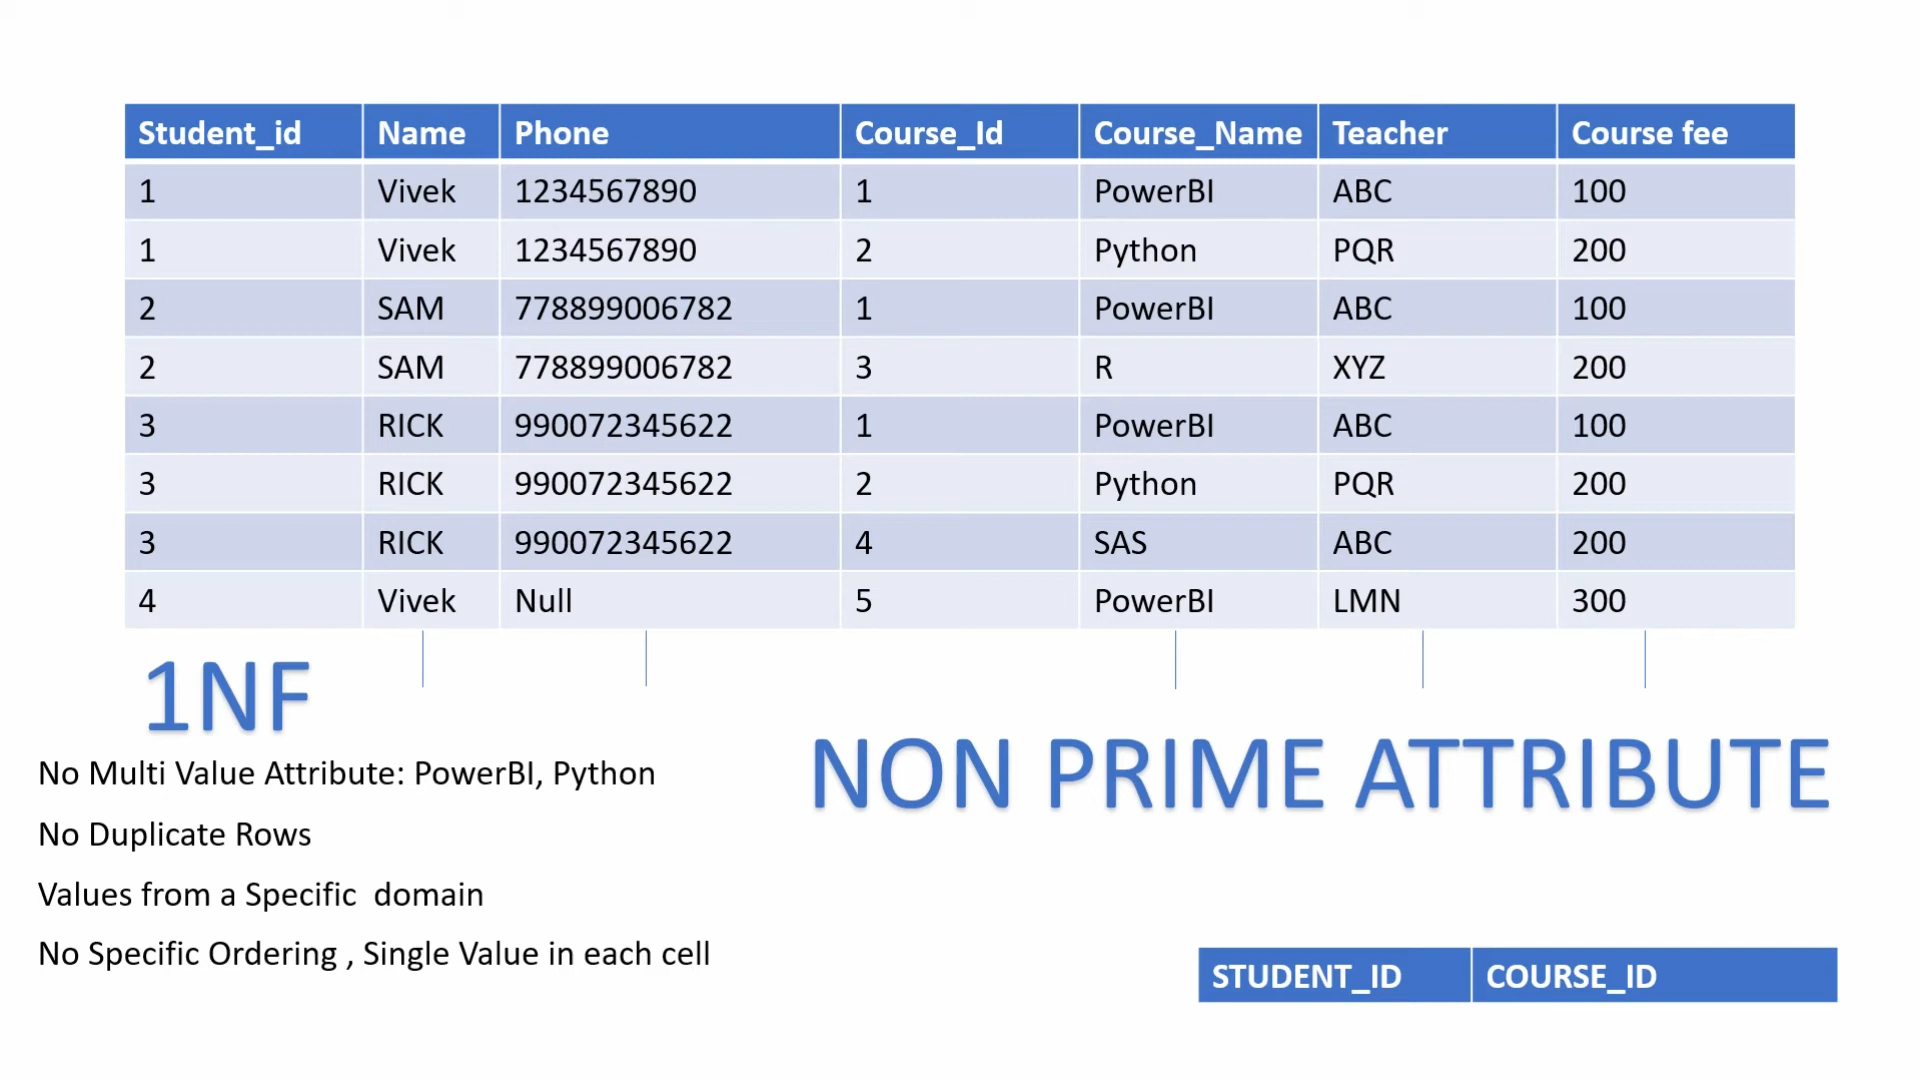 Student_id Name Phone Course_Id Course_Name Teacher Course fee
1 Vivek 1234567890 1 PowerBI ABC 100
1 Vivek 1234567890 2 Python PQR 200
2 SAM 778899006782 1 PowerBI ABC 100
2 SAM 778899006782 3 R XYZ 200
3 RICK 990072345622 1 PowerBI ABC 100
3 RICK 990072345622 2 Python PQR 200
3 RICK 990072345622 4 SAS ABC 200
4 Vivek Null 5 PowerBI LMN 300
1NF
No Multi Value Attribute: PowerBI, Python
No Duplicate Rows
Values from a Specific domain
No Specific Ordering , Single Value in each cell
NON PRIME ATTRIBUTE
STUDENT_ID COURSE_ID